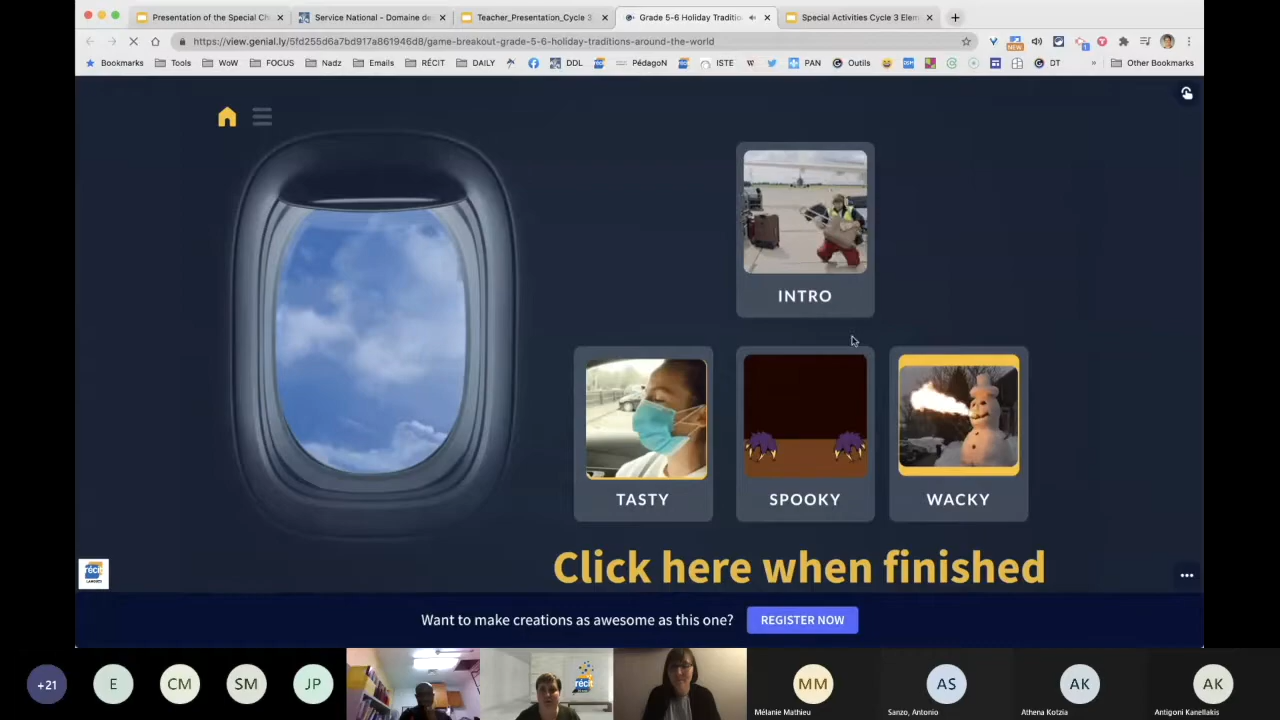 Presentation of the Special Ch
Service National - Domaine de
Teacher_Presentation_Cycle 3
Grade 5-6 Holiday Traditio
Special Activities Cycle 3 Elem
https://view.genial.ly/5fd255d6a7bd917a861946d8/game-breakout-grade-5-6-holiday-traditions-around-the-world
NEW
Bookmarks Tools WoW FOCUS Nadz Emails RÉCIT DAILY DDL PédagoN ISTE PAN Outils DT » Other Bookmarks
INTRO
TASTY SPOOKY WACKY
Click here when finished
récit
Want to make creations as awesome as this one? REGISTER NOW
+21 E CM SM JP récit MM AS AK AK
Mélanie Mathieu Sanzo, Antonio Athena Kotzia Antigoni Kanellakis